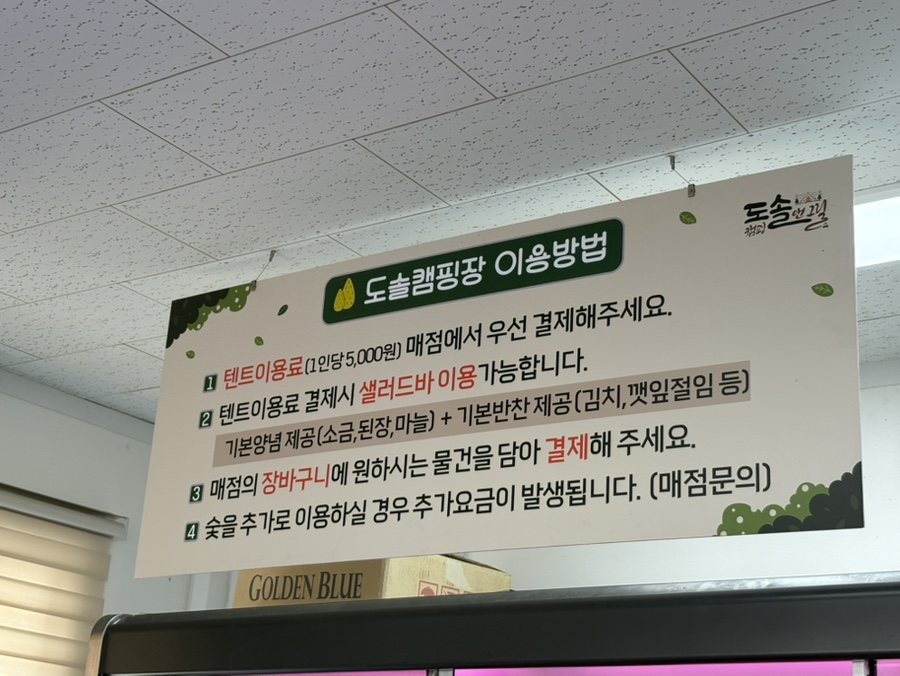 도솔캠핑장 이용방법
도솔
캠핑 앤 그릴
1 텐트이용료(1인당 5,000원) 매점에서 우선 결제해주세요.
2 텐트이용료 결제시 샐러드바 이용가능합니다.
기본양념 제공(소금,된장,마늘) + 기본반찬 제공(김치,깻잎절임 등)
3 매점의 장바구니에 원하시는 물건을 담아 결제해 주세요.
4 숯을 추가로 이용하실 경우 추가요금이 발생됩니다. (매점문의)
GOLDEN BLUE